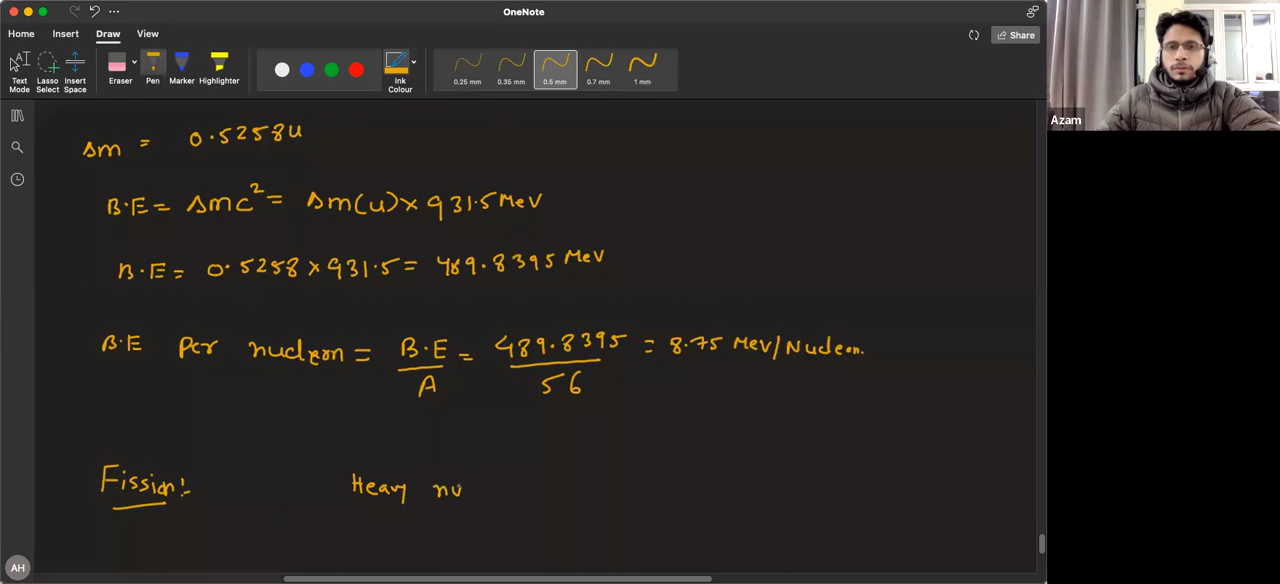 OneNote
Home Insert Draw View
Share
Text Mode
Lasso Select
Insert Space
Eraser
Pen
Marker
Highlighter
Ink Colour
0.25 mm
0.35 mm
0.5 mm
0.7 mm
1 mm
Azam
Δm = 0.5258u
B.E = Δmc² = Δm(u) × 931.5 MeV
B.E = 0.5258 × 931.5 = 489.8395 MeV
B.E Per nucleon = B.E/A = 489.8395/56 = 8.75 MeV/Nucleon.
Fission:- Heavy nu
AH